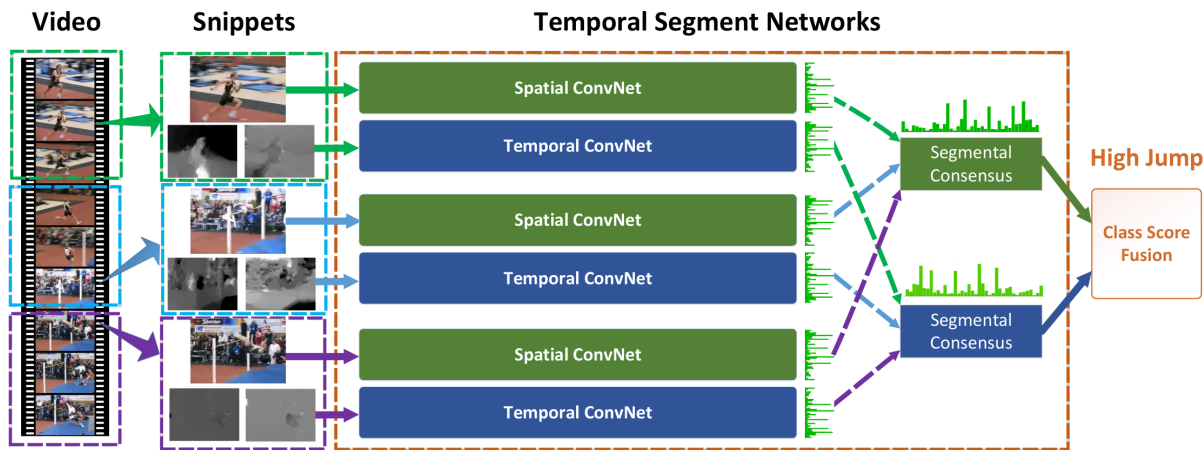 Video
Snippets
Temporal Segment Networks
Spatial ConvNet
Temporal ConvNet
Spatial ConvNet
Temporal ConvNet
Spatial ConvNet
Temporal ConvNet
Segmental
Consensus
Segmental
Consensus
High Jump
Class Score
Fusion